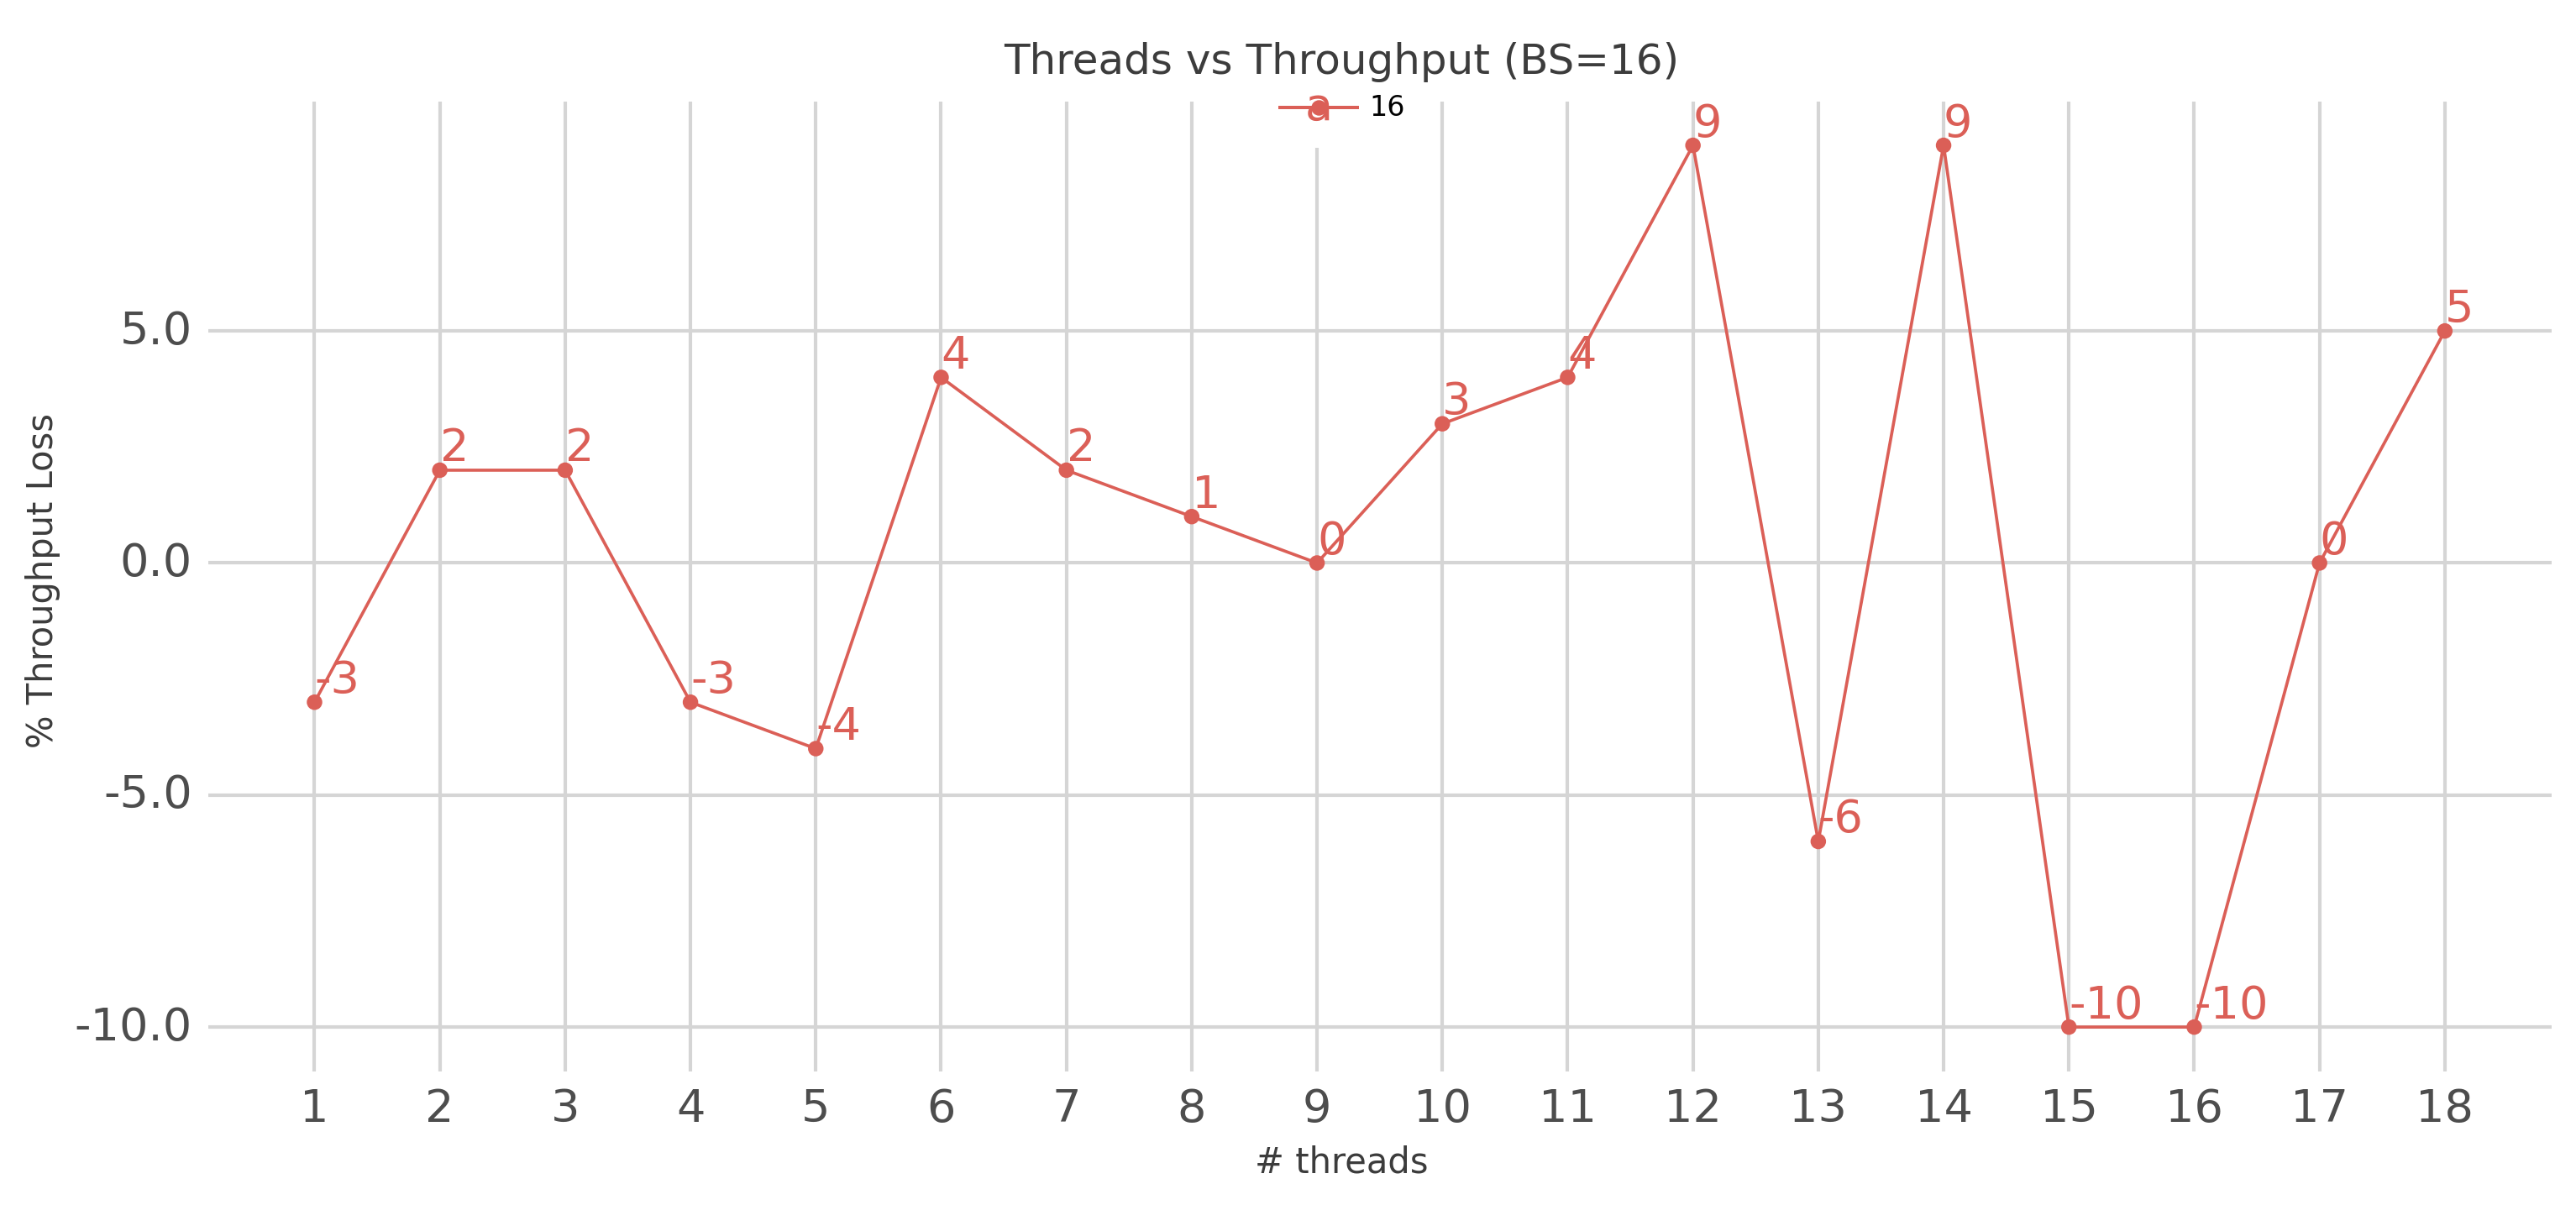 Threads vs Throughput (BS=16)
a 16
9 9
5
5.0
4 4
3
2 2 2
1
0.0
0 0
-3 -3
-4
-5.0
-6
-10 -10
-10.0
% Throughput Loss
1 2 3 4 5 6 7 8 9 10 11 12 13 14 15 16 17 18
# threads